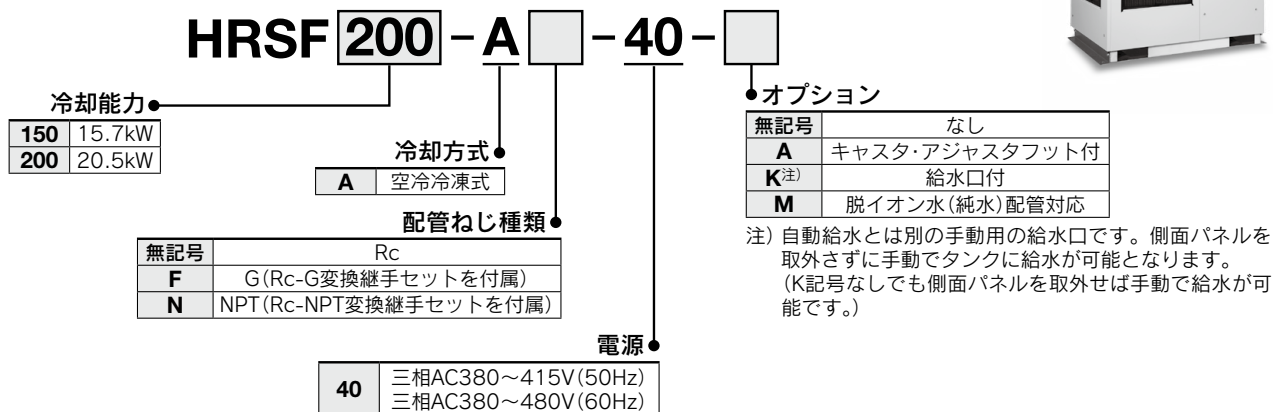 HRSF 200 - A □ - 40 - □
冷却能力
150 15.7kW
200 20.5kW
冷却方式
A 空冷冷凍式
配管ねじ種類
無記号 Rc
F G(Rc-G変換継手セットを付属)
N NPT(Rc-NPT変換継手セットを付属)
電源
40 三相AC380～415V(50Hz)
三相AC380～480V(60Hz)
オプション
無記号 なし
A キャスタ・アジャスタフット付
K注) 給水口付
M 脱イオン水(純水)配管対応
注) 自動給水とは別の手動用の給水口です。側面パネルを
取外さずに手動でタンクに給水が可能となります。
(K記号なしでも側面パネルを取外せば手動で給水が可
能です。)